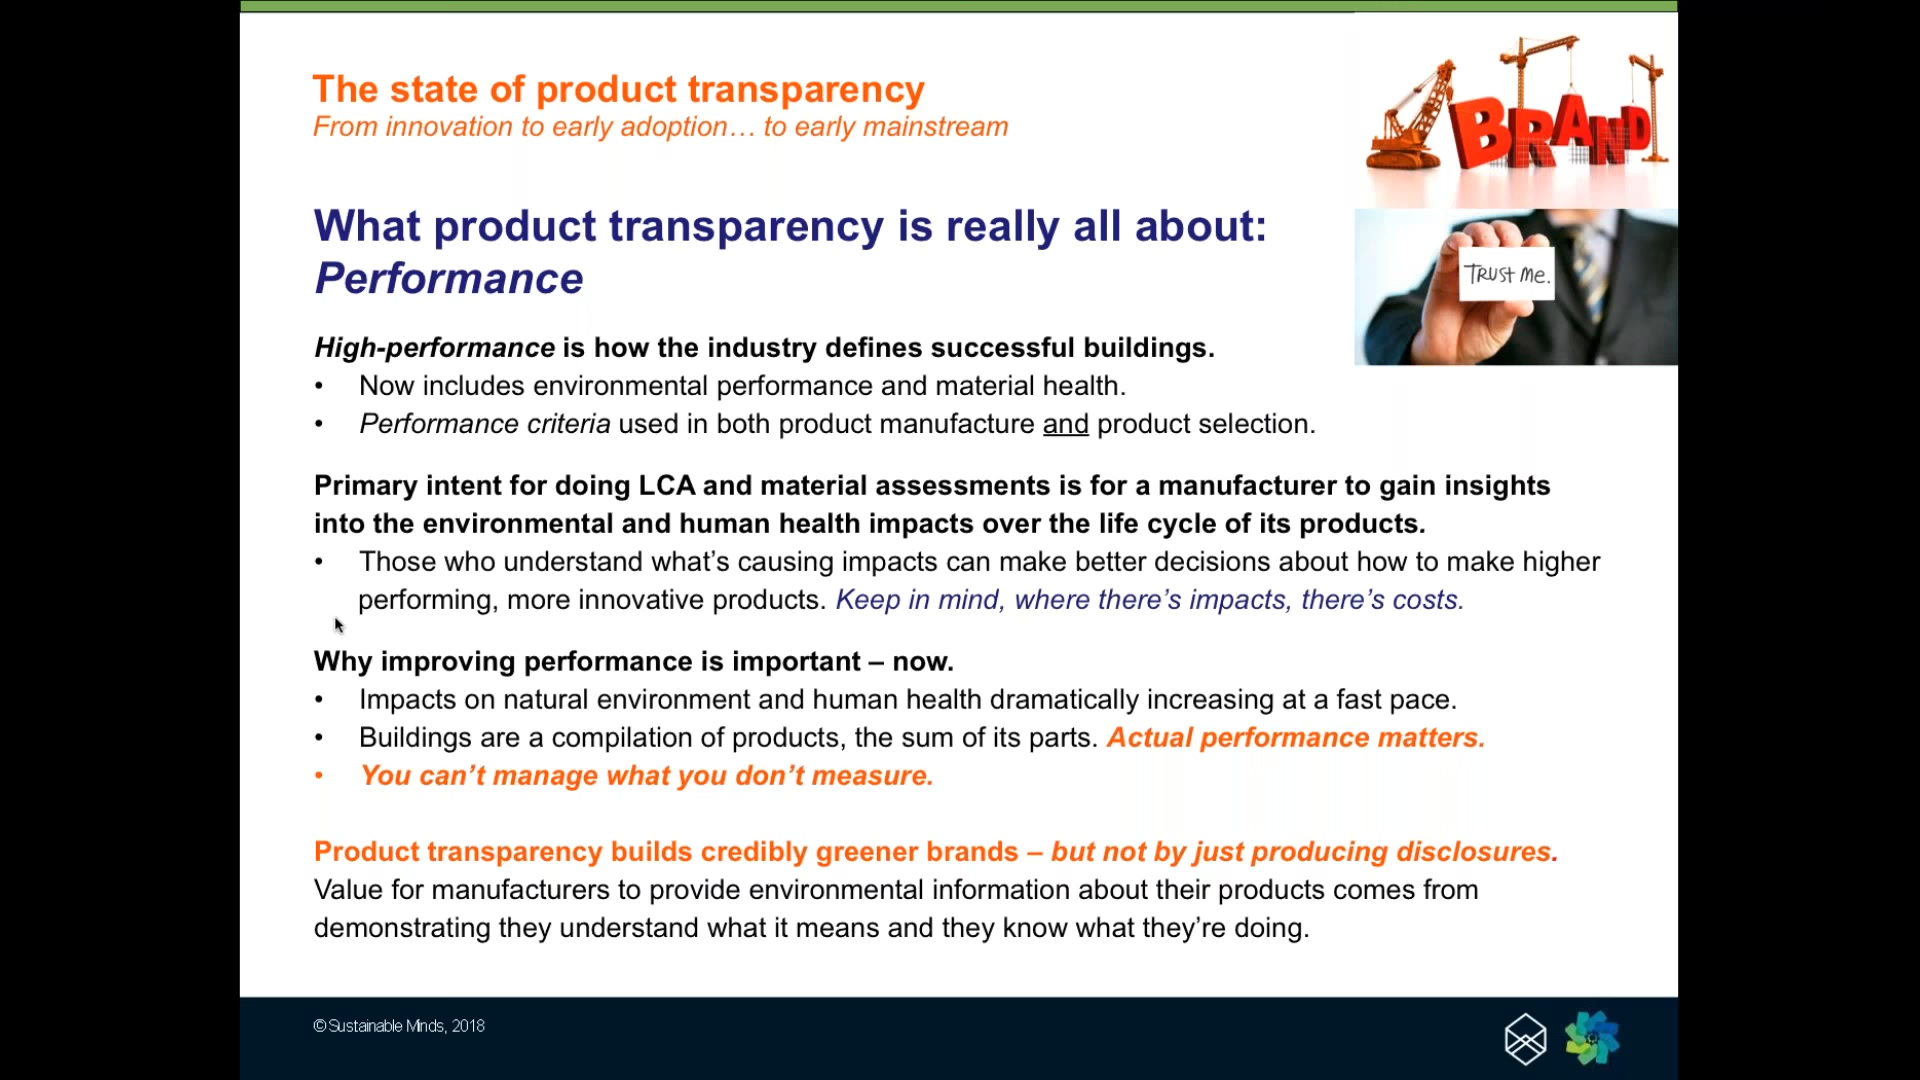 The state of product transparency
From innovation to early adoption… to early mainstream
BRAND
What product transparency is really all about:
Performance
TRUST ME.
High-performance is how the industry defines successful buildings.
• Now includes environmental performance and material health.
• Performance criteria used in both product manufacture and product selection.
Primary intent for doing LCA and material assessments is for a manufacturer to gain insights
into the environmental and human health impacts over the life cycle of its products.
• Those who understand what’s causing impacts can make better decisions about how to make higher
performing, more innovative products. Keep in mind, where there’s impacts, there’s costs.
Why improving performance is important – now.
• Impacts on natural environment and human health dramatically increasing at a fast pace.
• Buildings are a compilation of products, the sum of its parts. Actual performance matters.
• You can’t manage what you don’t measure.
Product transparency builds credibly greener brands – but not by just producing disclosures.
Value for manufacturers to provide environmental information about their products comes from
demonstrating they understand what it means and they know what they’re doing.
© Sustainable Minds, 2018